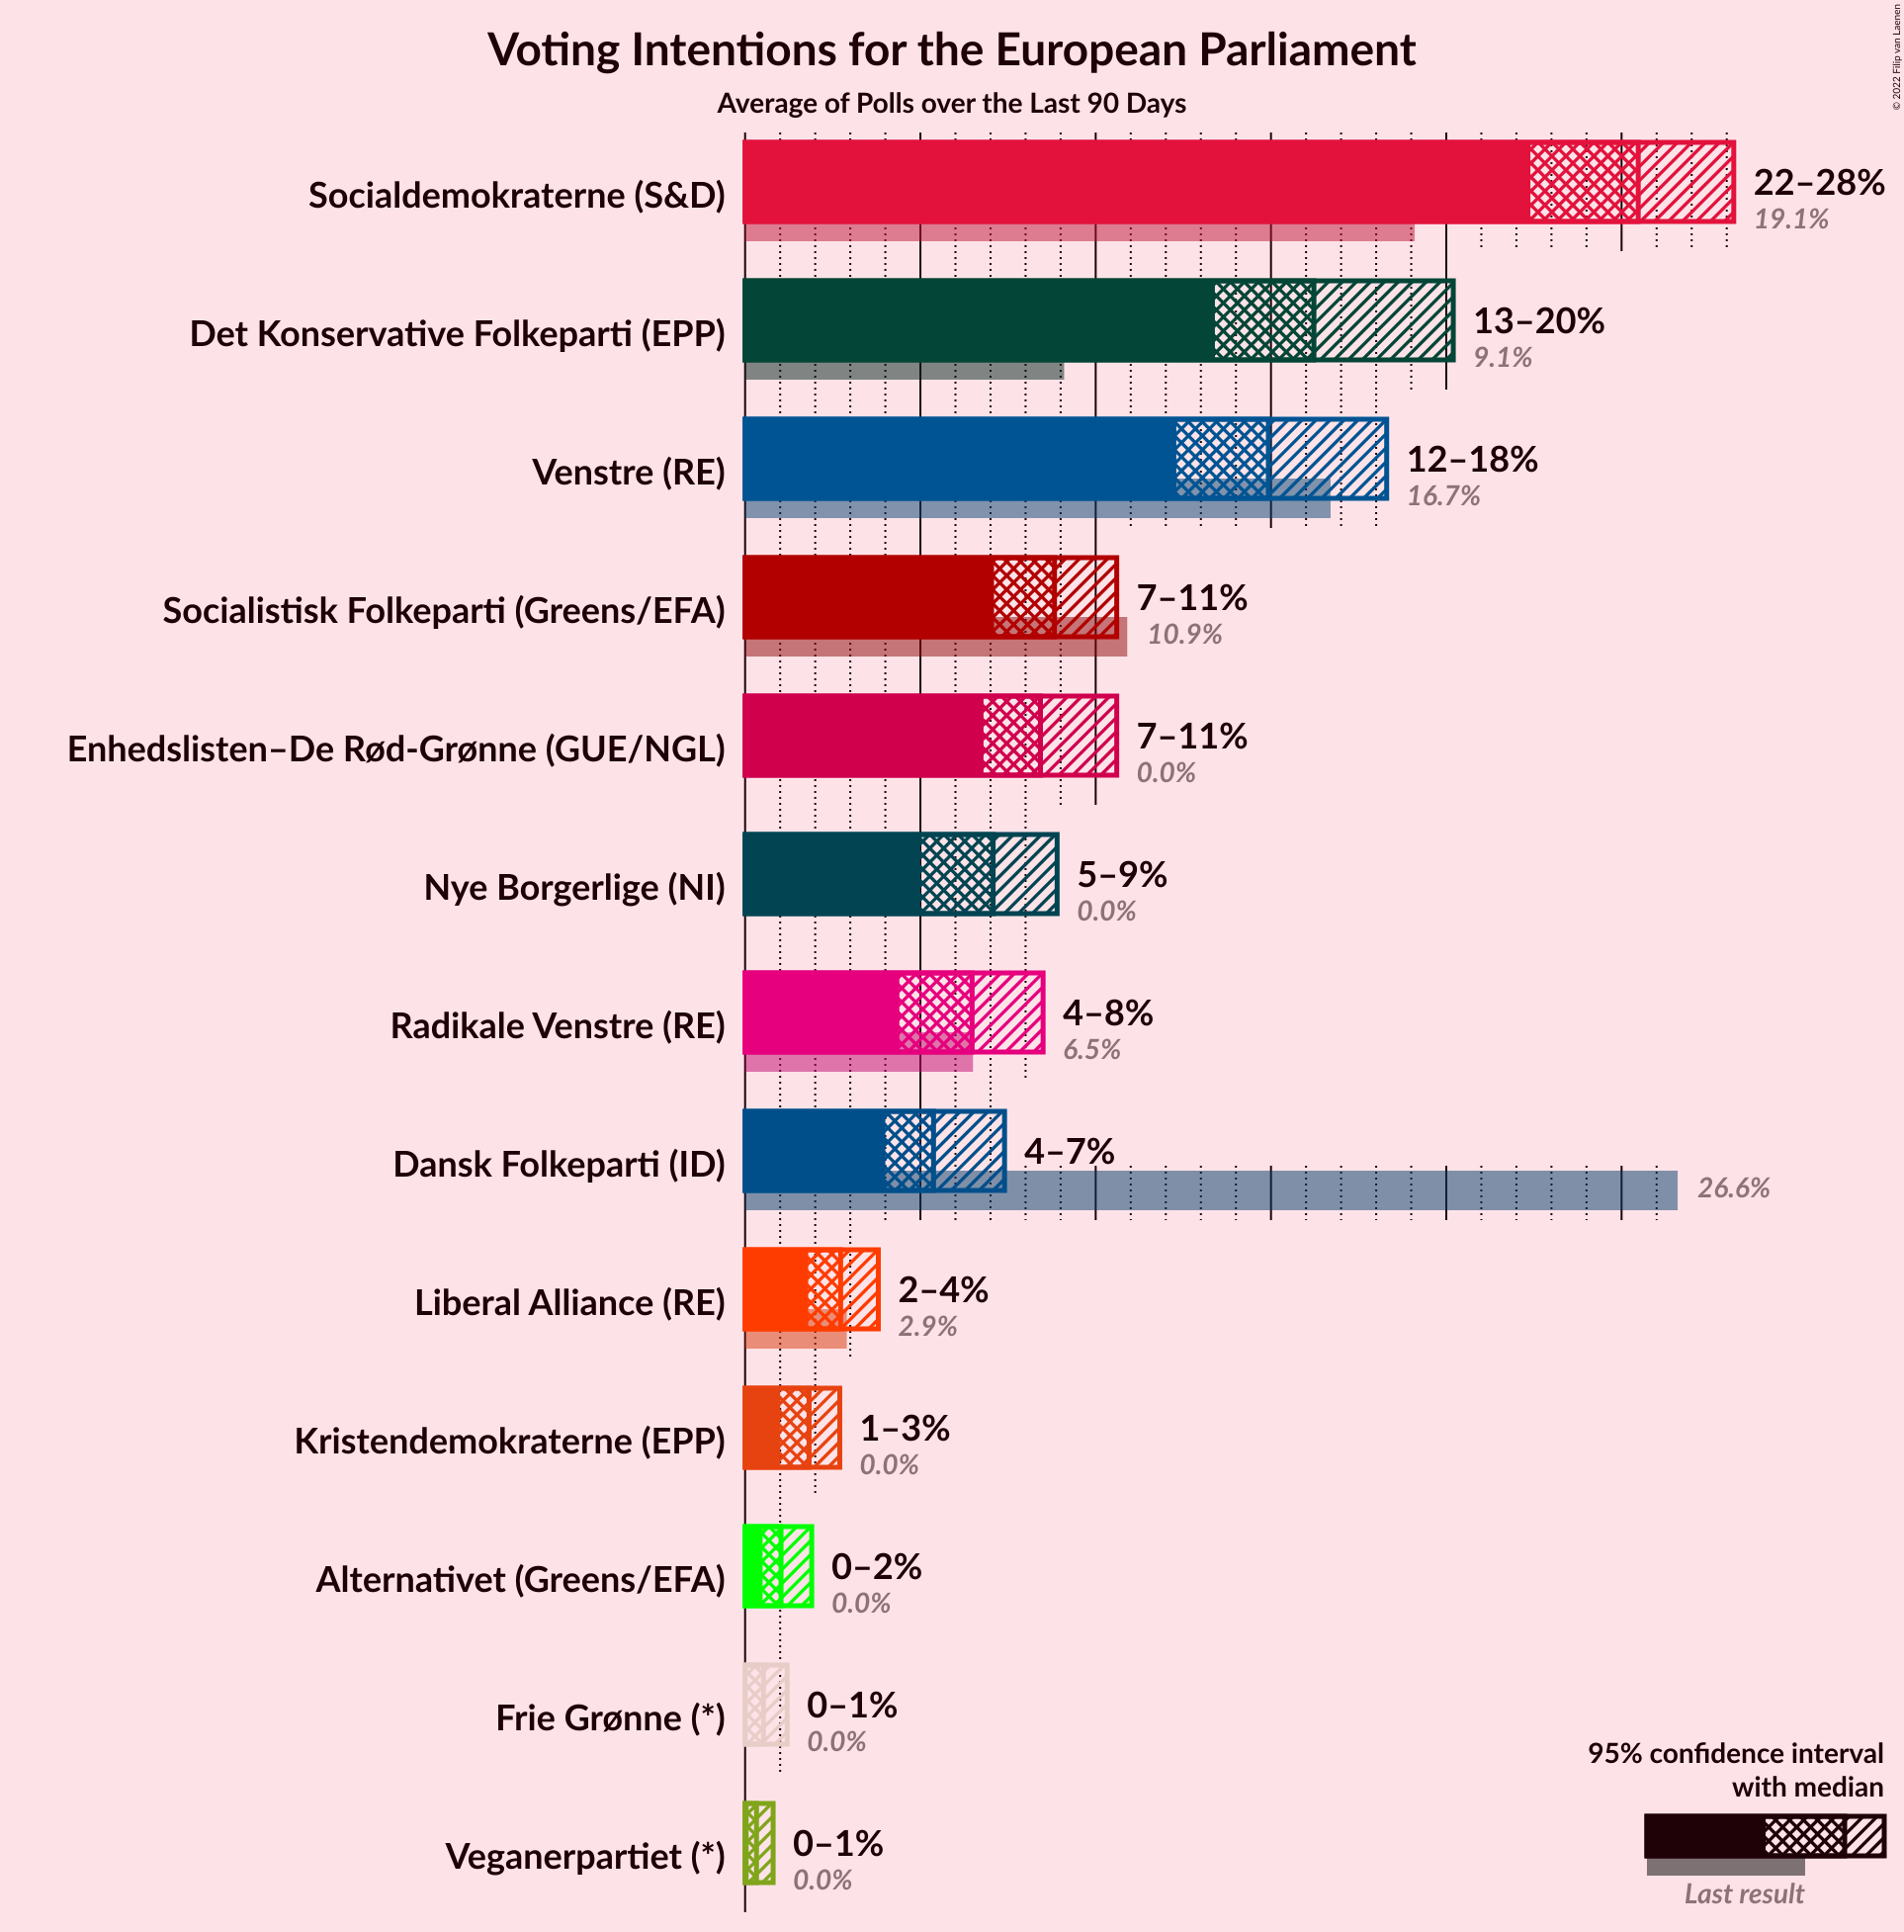 © 2022 Filip van Laenen
Voting Intentions for the European Parliament
Average of Polls over the Last 90 Days
Socialdemokraterne (S&D)
22–28%
19.1%
Det Konservative Folkeparti (EPP)
13–20%
9.1%
Venstre (RE)
12–18%
16.7%
Socialistisk Folkeparti (Greens/EFA)
7–11%
10.9%
Enhedslisten–De Rød-Grønne (GUE/NGL)
7–11%
0.0%
Nye Borgerlige (NI)
5–9%
0.0%
Radikale Venstre (RE)
4–8%
6.5%
Dansk Folkeparti (ID)
4–7%
26.6%
Liberal Alliance (RE)
2–4%
2.9%
Kristendemokraterne (EPP)
1–3%
0.0%
Alternativet (Greens/EFA)
0–2%
0.0%
Frie Grønne (*)
0–1%
0.0%
Veganerpartiet (*)
0–1%
0.0%
95% confidence interval
with median
Last result